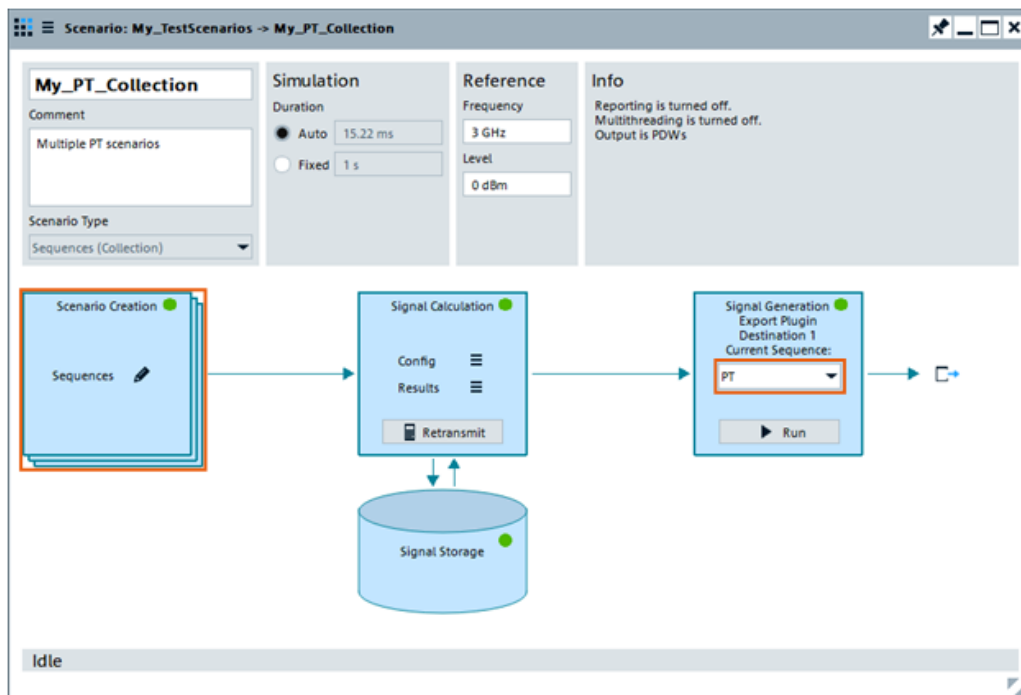 Scenario: My_TestScenarios -> My_PT_Collection
My_PT_Collection
Comment
Multiple PT scenarios
Scenario Type
Sequences (Collection)
Simulation
Duration
Auto 15.22 ms
Fixed 1 s
Reference
Frequency
3 GHz
Level
0 dBm
Info
Reporting is turned off.
Multithreading is turned off.
Output is PDWs
Scenario Creation
Sequences
Signal Calculation
Config
Results
Retransmit
Signal Storage
Signal Generation
Export Plugin
Destination 1
Current Sequence:
PT
Run
Idle